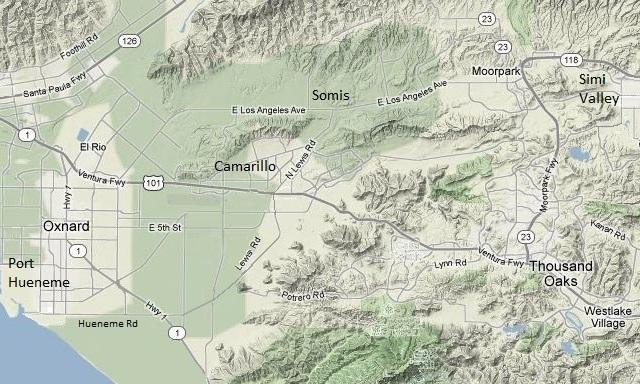 23
126
Foothill Rd
23
118
Moorpark
Simi
Valley
Santa Paula Fwy
Somis
E Los Angeles Ave
E Los Angeles Ave
1
El Rio
N Lewis Rd
Camarillo
Moorpark Fwy
Ventura Fwy
101
Hwy 1
Kanan Rd
Oxnard
E 5th St
23
1
Lewis Rd
Ventura Fwy
Lynn Rd
Port
Hueneme
Thousand
Oaks
Potrero Rd
Hwy 1
Westlake
Village
Hueneme Rd
1